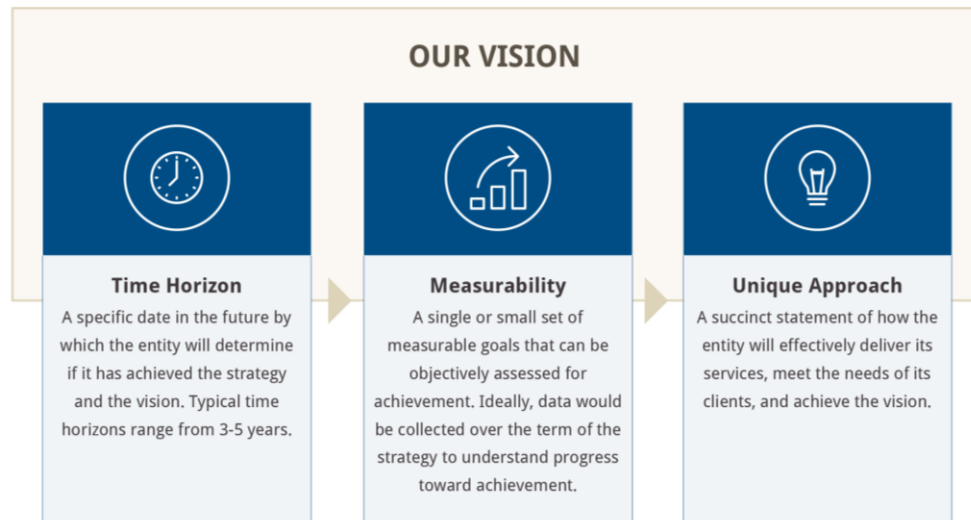 OUR VISION
Time Horizon
A specific date in the future by
which the entity will determine
if it has achieved the strategy
and the vision. Typical time
horizons range from 3-5 years.
Measurability
A single or small set of
measurable goals that can be
objectively assessed for
achievement. Ideally, data would
be collected over the term of the
strategy to understand progress
toward achievement.
Unique Approach
A succinct statement of how the
entity will effectively deliver its
services, meet the needs of its
clients, and achieve the vision.